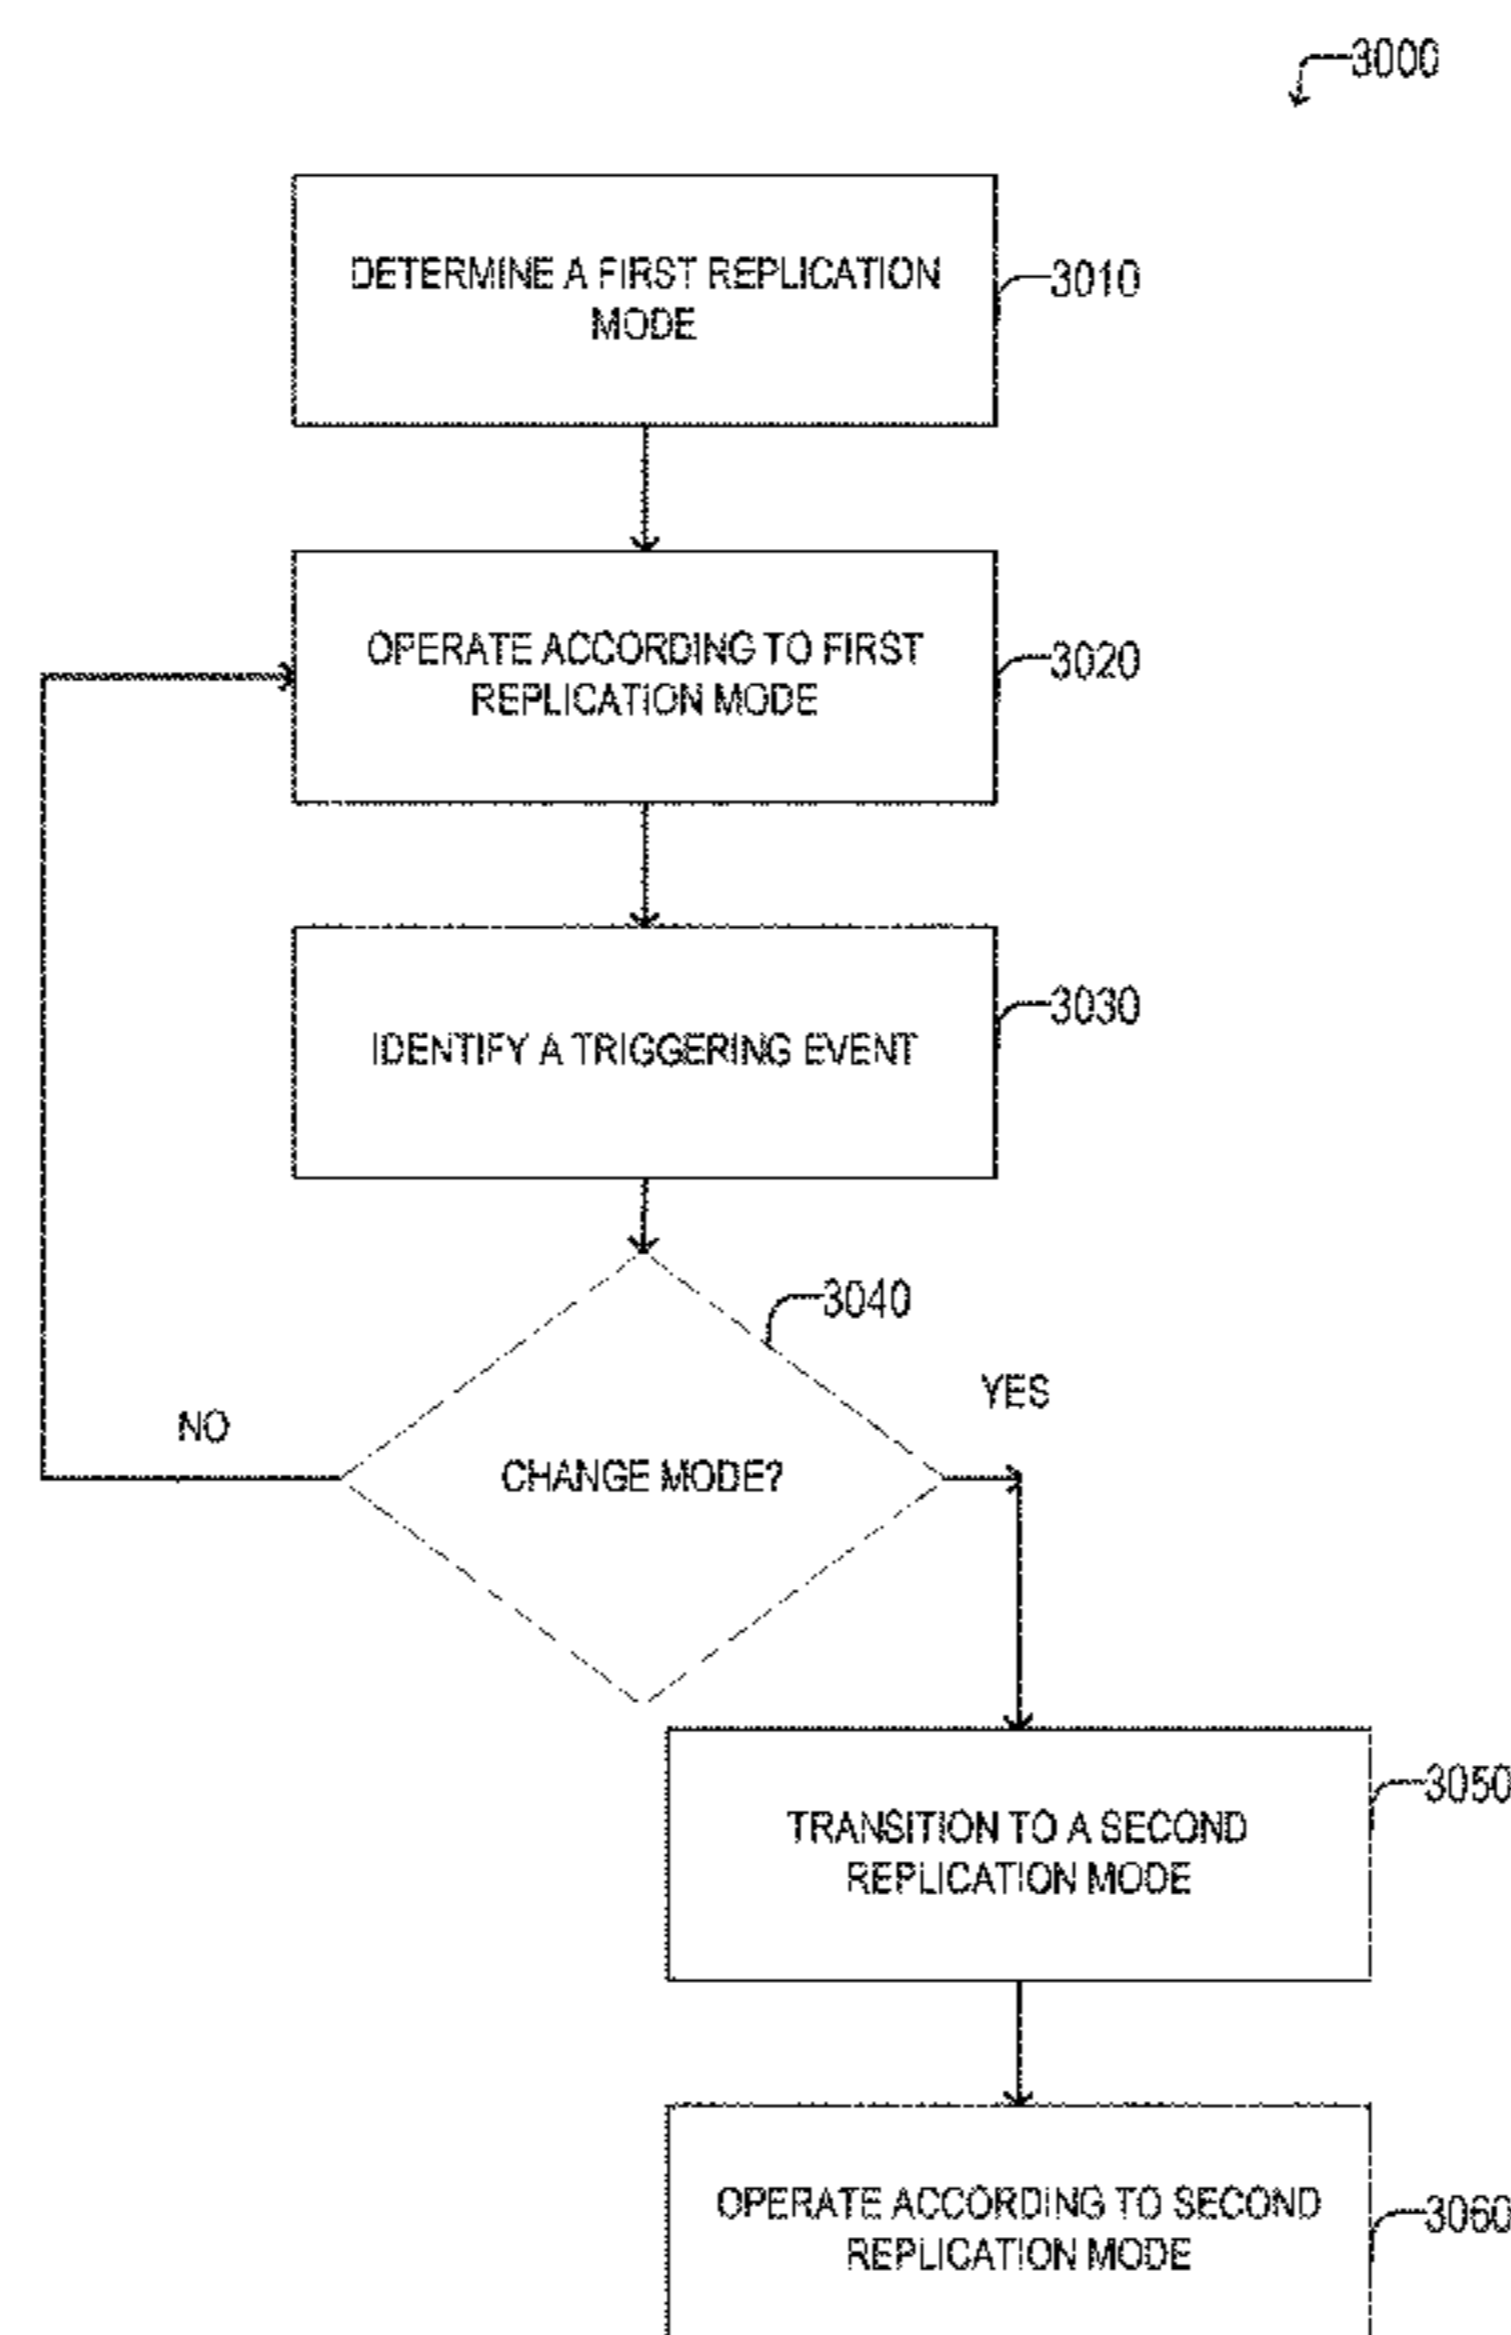 3000
DETERMINE A FIRST REPLICATION
MODE
3010
OPERATE ACCORDING TO FIRST
REPLICATION MODE
3020
IDENTIFY A TRIGGERING EVENT
3030
3040
YES
NO
CHANGE MODE?
TRANSITION TO A SECOND
REPLICATION MODE
3050
OPERATE ACCORDING TO SECOND
REPLICATION MODE
3060